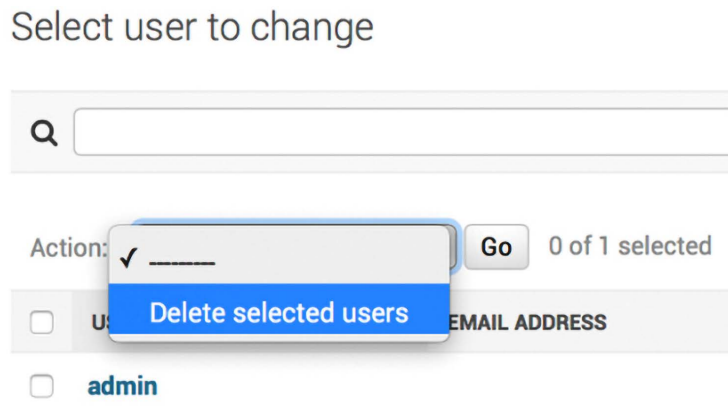 Select user to change
Action:
✓ -------
Go
0 of 1 selected
Delete selected users
EMAIL ADDRESS
admin